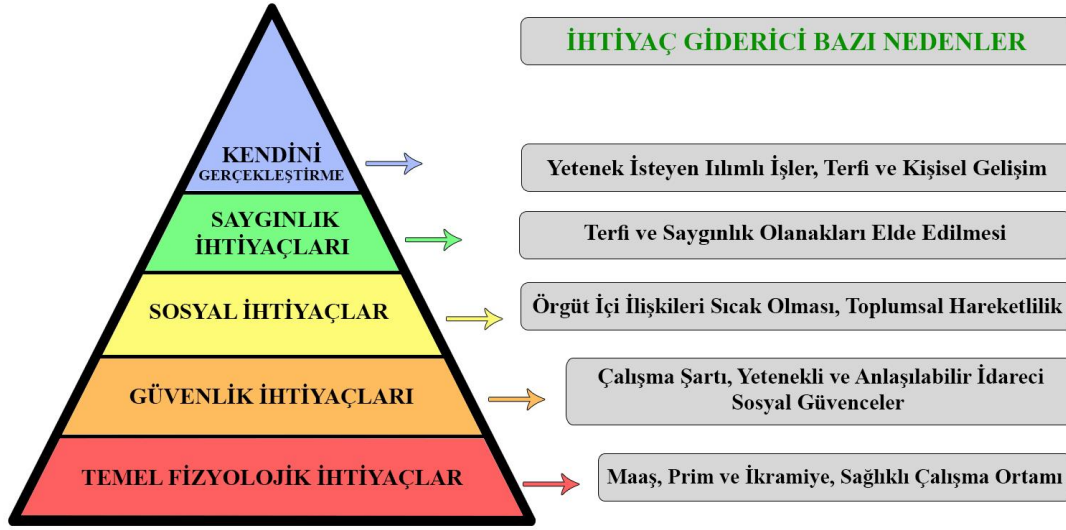 İHTİYAÇ GİDERİCİ BAZI NEDENLER
KENDİNİ
GERÇEKLEŞTİRME
Yetenek İsteyen Iılımlı İşler, Terfi ve Kişisel Gelişim
SAYGINLIK
İHTİYAÇLARI
Terfi ve Saygınlık Olanakları Elde Edilmesi
SOSYAL İHTİYAÇLAR
Örgüt İçi İlişkileri Sıcak Olması, Toplumsal Hareketlilik
GÜVENLİK İHTİYAÇLARI
Çalışma Şartı, Yetenekli ve Anlaşılabilir İdareci
Sosyal Güvenceler
TEMEL FİZYOLOJİK İHTİYAÇLAR
Maaş, Prim ve İkramiye, Sağlıklı Çalışma Ortamı